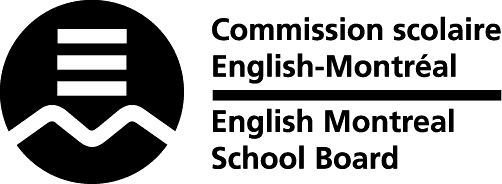 Commission scolaire
English-Montréal
English Montreal
School Board